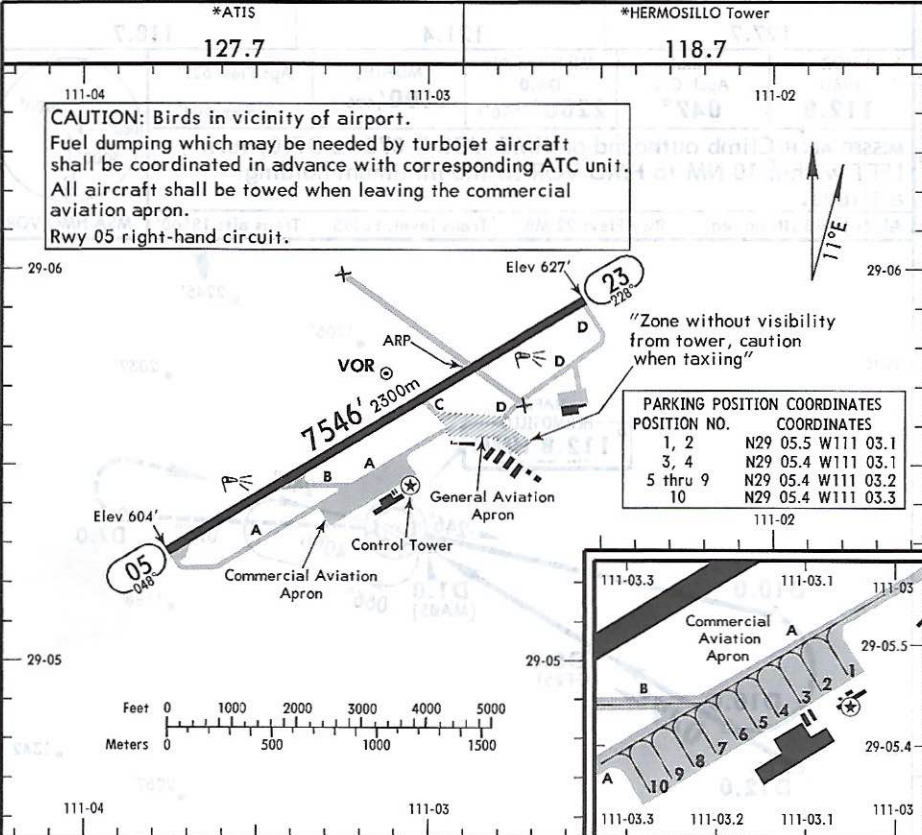 *ATIS
127.7
*HERMOSILLO Tower
118.7
111-04
111-03
111-02
CAUTION: Birds in vicinity of airport.
Fuel dumping which may be needed by turbojet aircraft
shall be coordinated in advance with corresponding ATC unit.
All aircraft shall be towed when leaving the commercial
aviation apron.
Rwy 05 right-hand circuit.
11°E
29-06
29-06
Elev 627'
23
228°
"Zone without visibility
from tower, caution
when taxiing"
D
D
ARP
VOR
7546' 2300m
C
D
PARKING POSITION COORDINATES
POSITION NO. COORDINATES
1, 2 N29 05.5 W111 03.1
3, 4 N29 05.4 W111 03.1
5 thru 9 N29 05.4 W111 03.2
10 N29 05.4 W111 03.3
B
A
General Aviation
Apron
Elev 604'
A
Control Tower
05
048°
Commercial Aviation
Apron
111-02
29-05
29-05
Feet 0 1000 2000 3000 4000 5000
Meters 0 500 1000 1500
111-04
111-03
111-03.3
111-03.1
111-03
Commercial
Aviation
Apron
A
29-05.5
B
1
2
3
4
5
6
7
8
9
10
A
29-05.4
111-03.3
111-03.2
111-03.1
111-03